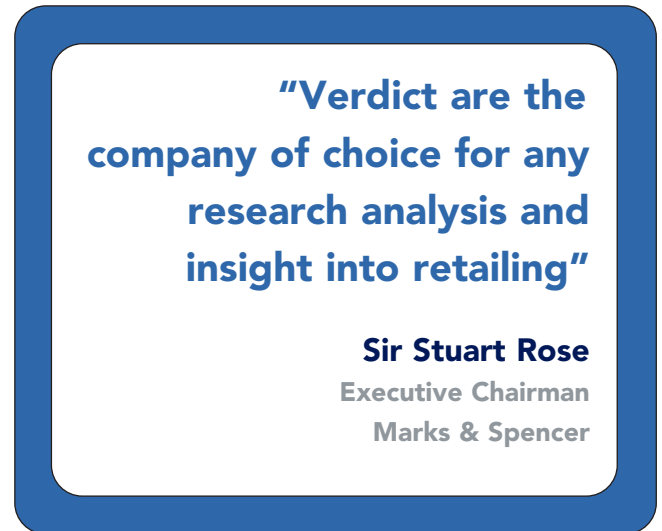 “Verdict are the
company of choice for any
research analysis and
insight into retailing”
Sir Stuart Rose
Executive Chairman
Marks & Spencer